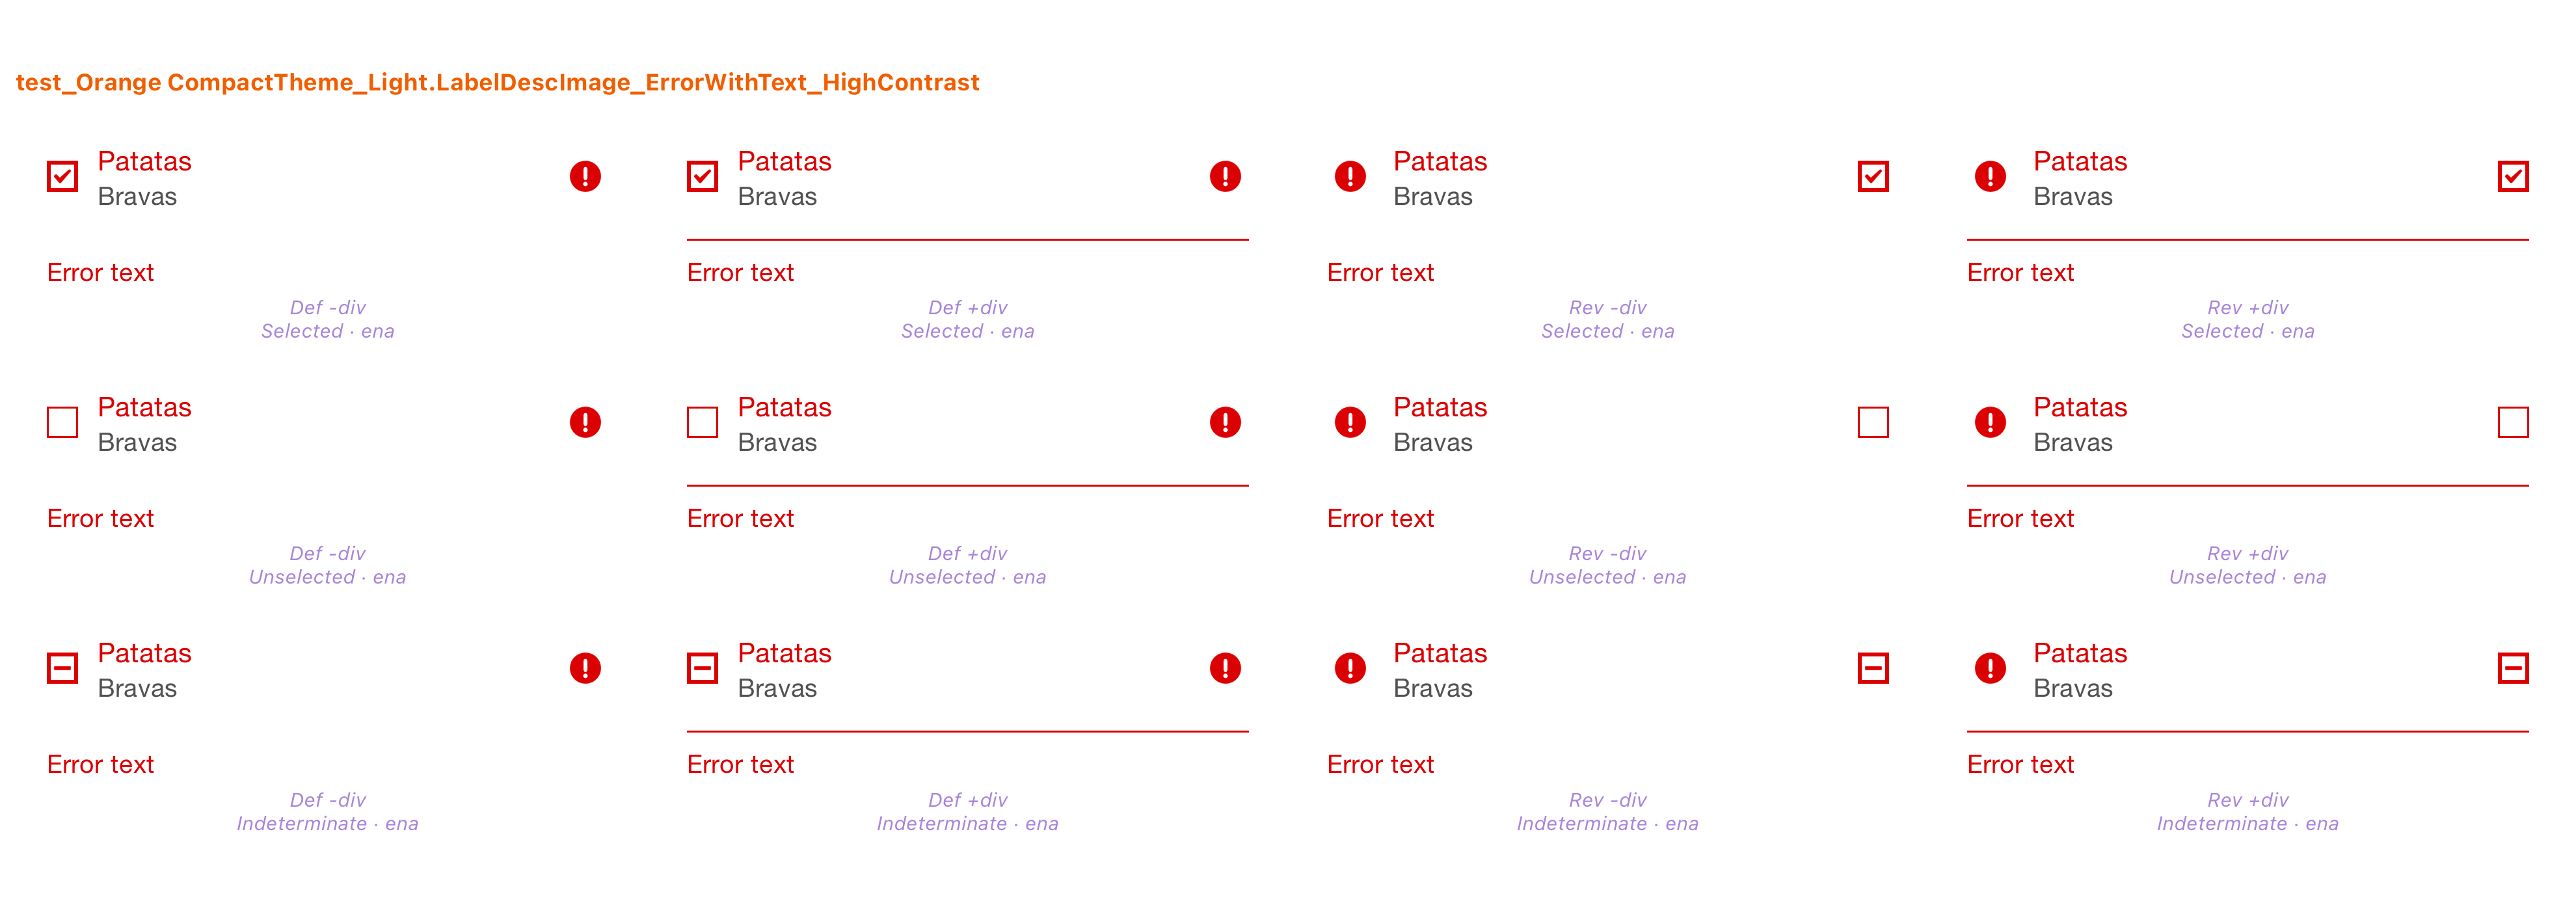 test_Orange CompactTheme_Light.LabelDescImage_ErrorWithText_HighContrast
Patatas
Bravas
Error text
Def -div
Selected · ena
Patatas
Bravas
Error text
Def +div
Selected · ena
Patatas
Bravas
Error text
Rev -div
Selected · ena
Patatas
Bravas
Error text
Rev +div
Selected · ena
Patatas
Bravas
Error text
Def -div
Unselected · ena
Patatas
Bravas
Error text
Def +div
Unselected · ena
Patatas
Bravas
Error text
Rev -div
Unselected · ena
Patatas
Bravas
Error text
Rev +div
Unselected · ena
Patatas
Bravas
Error text
Def -div
Indeterminate · ena
Patatas
Bravas
Error text
Def +div
Indeterminate · ena
Patatas
Bravas
Error text
Rev -div
Indeterminate · ena
Patatas
Bravas
Error text
Rev +div
Indeterminate · ena